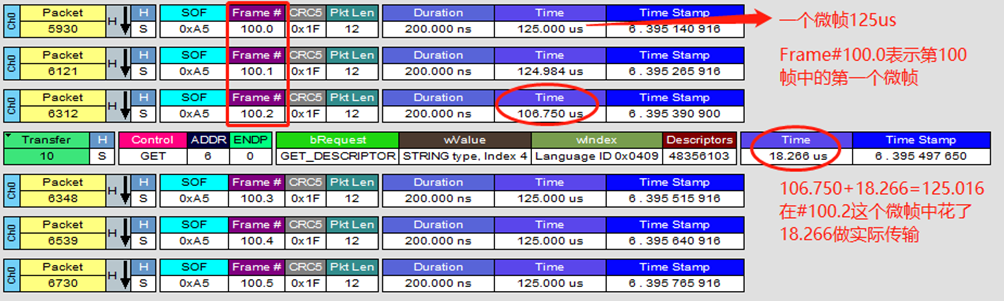 Ch0 Packet 5930 H S SOF 0xA5 Frame # 100.0 CRC5 0x1F Pkt Len 12 Duration 200.000 ns Time 125.000 us Time Stamp 6 . 395 140 916
一个微帧125us
Frame#100.0表示第100
帧中的第一个微帧
Ch0 Packet 6121 H S SOF 0xA5 Frame # 100.1 CRC5 0x1F Pkt Len 12 Duration 200.000 ns Time 124.984 us Time Stamp 6 . 395 265 916
Ch0 Packet 6312 H S SOF 0xA5 Frame # 100.2 CRC5 0x1F Pkt Len 12 Duration 200.000 ns Time 106.750 us Time Stamp 6 . 395 390 900
Transfer 10 H S Control GET ADDR 6 ENDP 0 bRequest GET_DESCRIPTOR wValue STRING type, Index 4 wIndex Language ID 0x0409 Descriptors 48356103 Time 18.266 us Time Stamp 6 . 395 497 650
Ch0 Packet 6348 H S SOF 0xA5 Frame # 100.3 CRC5 0x1F Pkt Len 12 Duration 200.000 ns Time 125.000 us Time Stamp 6 . 395 515 916
106.750+18.266=125.016
在#100.2这个微帧中花了
18.266做实际传输
Ch0 Packet 6539 H S SOF 0xA5 Frame # 100.4 CRC5 0x1F Pkt Len 12 Duration 200.000 ns Time 125.000 us Time Stamp 6 . 395 640 916
Ch0 Packet 6730 H S SOF 0xA5 Frame # 100.5 CRC5 0x1F Pkt Len 12 Duration 200.000 ns Time 125.000 us Time Stamp 6 . 395 765 916